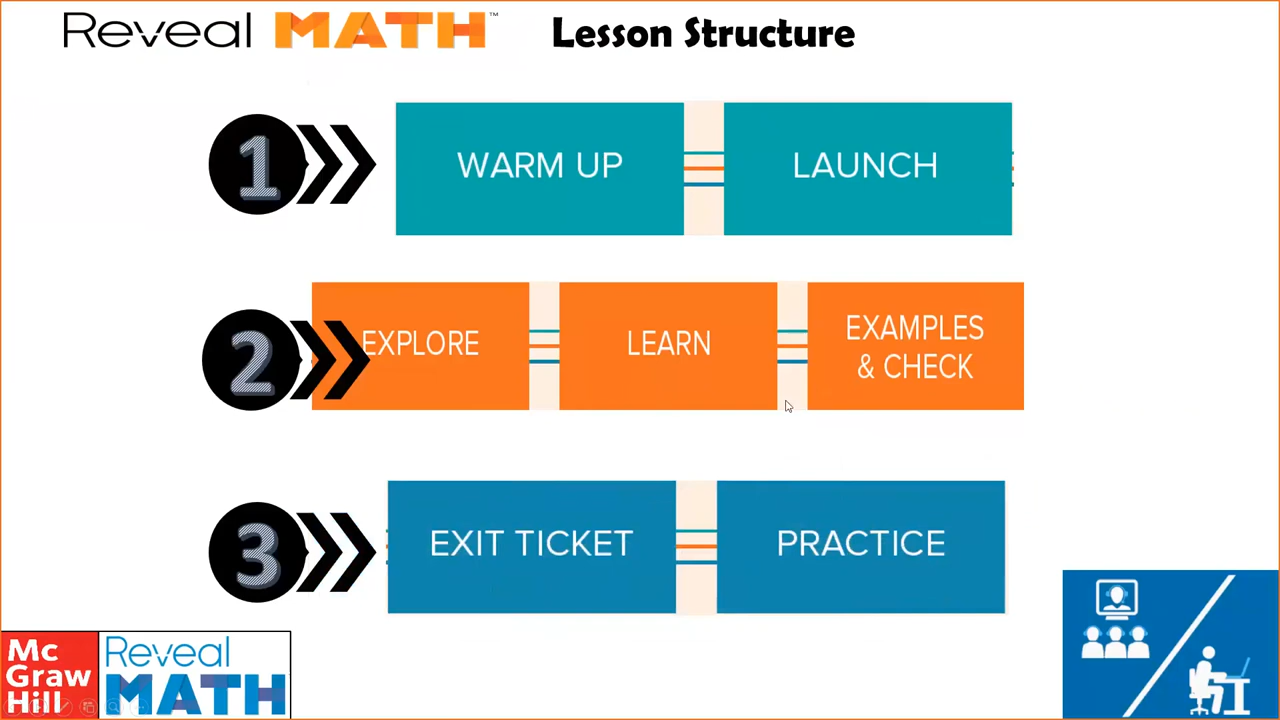 Reveal MATH™ Lesson Structure
1
WARM UP
LAUNCH
2
EXPLORE
LEARN
EXAMPLES
& CHECK
3
EXIT TICKET
PRACTICE
Mc
Graw
Hill
Reveal
MATH